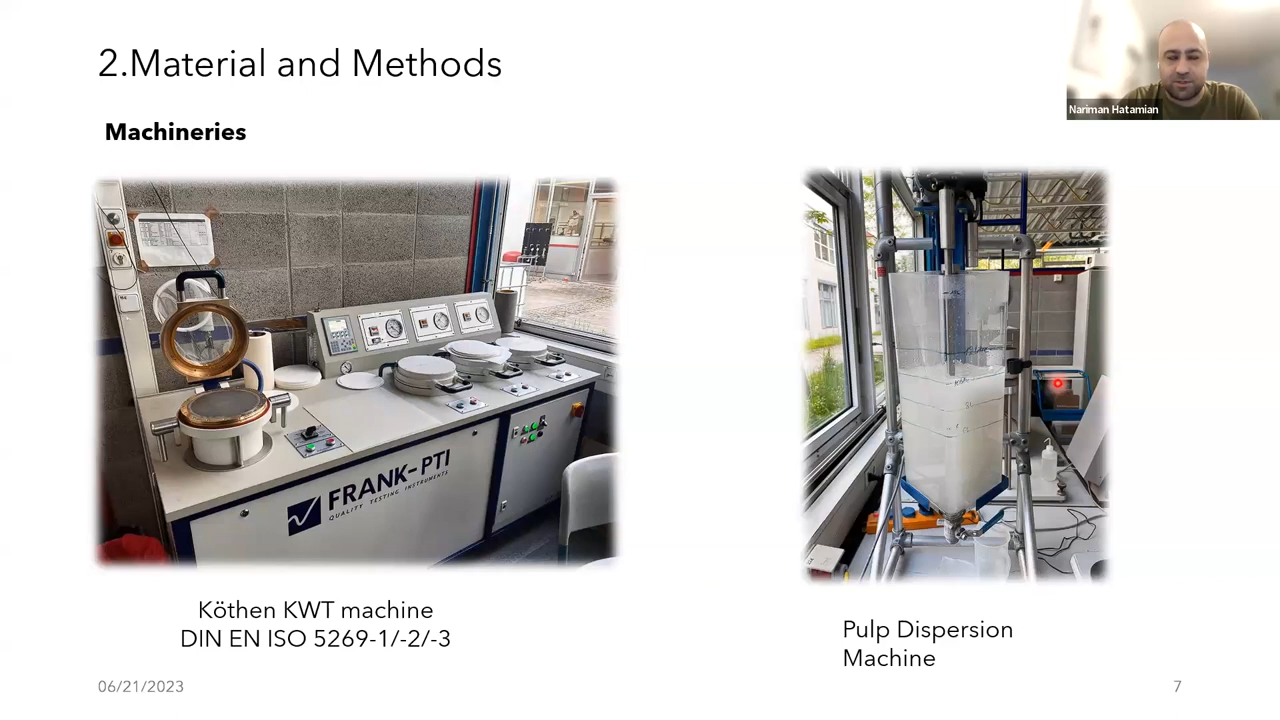 2.Material and Methods
Nariman Hatamian
Machineries
FRANK-PTI
QUALITY TESTING INSTRUMENTS
Köthen KWT machine
DIN EN ISO 5269-1/-2/-3
Pulp Dispersion
Machine
06/21/2023
7